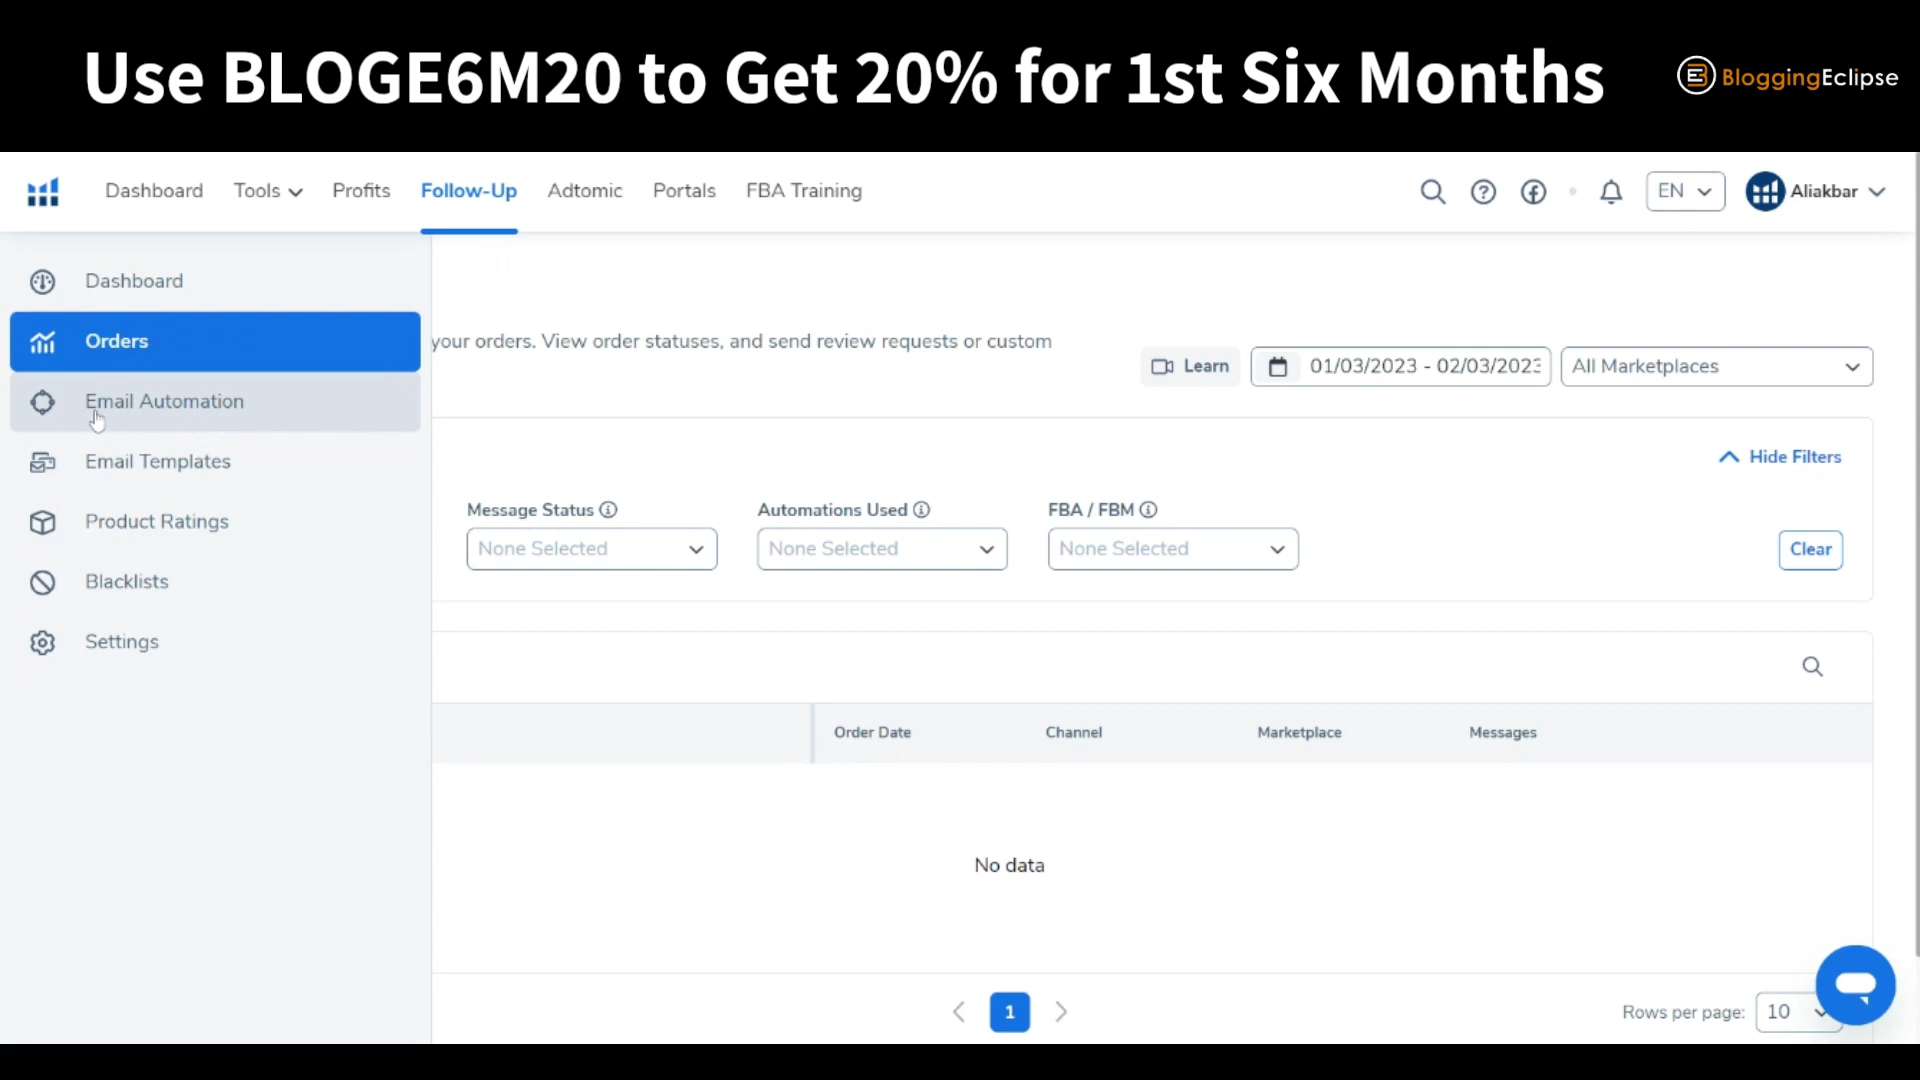 Use BLOGE6M20 to Get 20% for 1st Six Months
BloggingEclipse
Dashboard Tools Profits Follow-Up Adtomic Portals FBA Training
EN Aliakbar
Dashboard
Orders
Email Automation
Email Templates
Product Ratings
Blacklists
Settings
your orders. View order statuses, and send review requests or custom
Learn 01/03/2023 - 02/03/2023 All Marketplaces
Hide Filters
Message Status Automations Used FBA / FBM
None Selected None Selected None Selected Clear
Order Date Channel Marketplace Messages
No data
1
Rows per page: 10